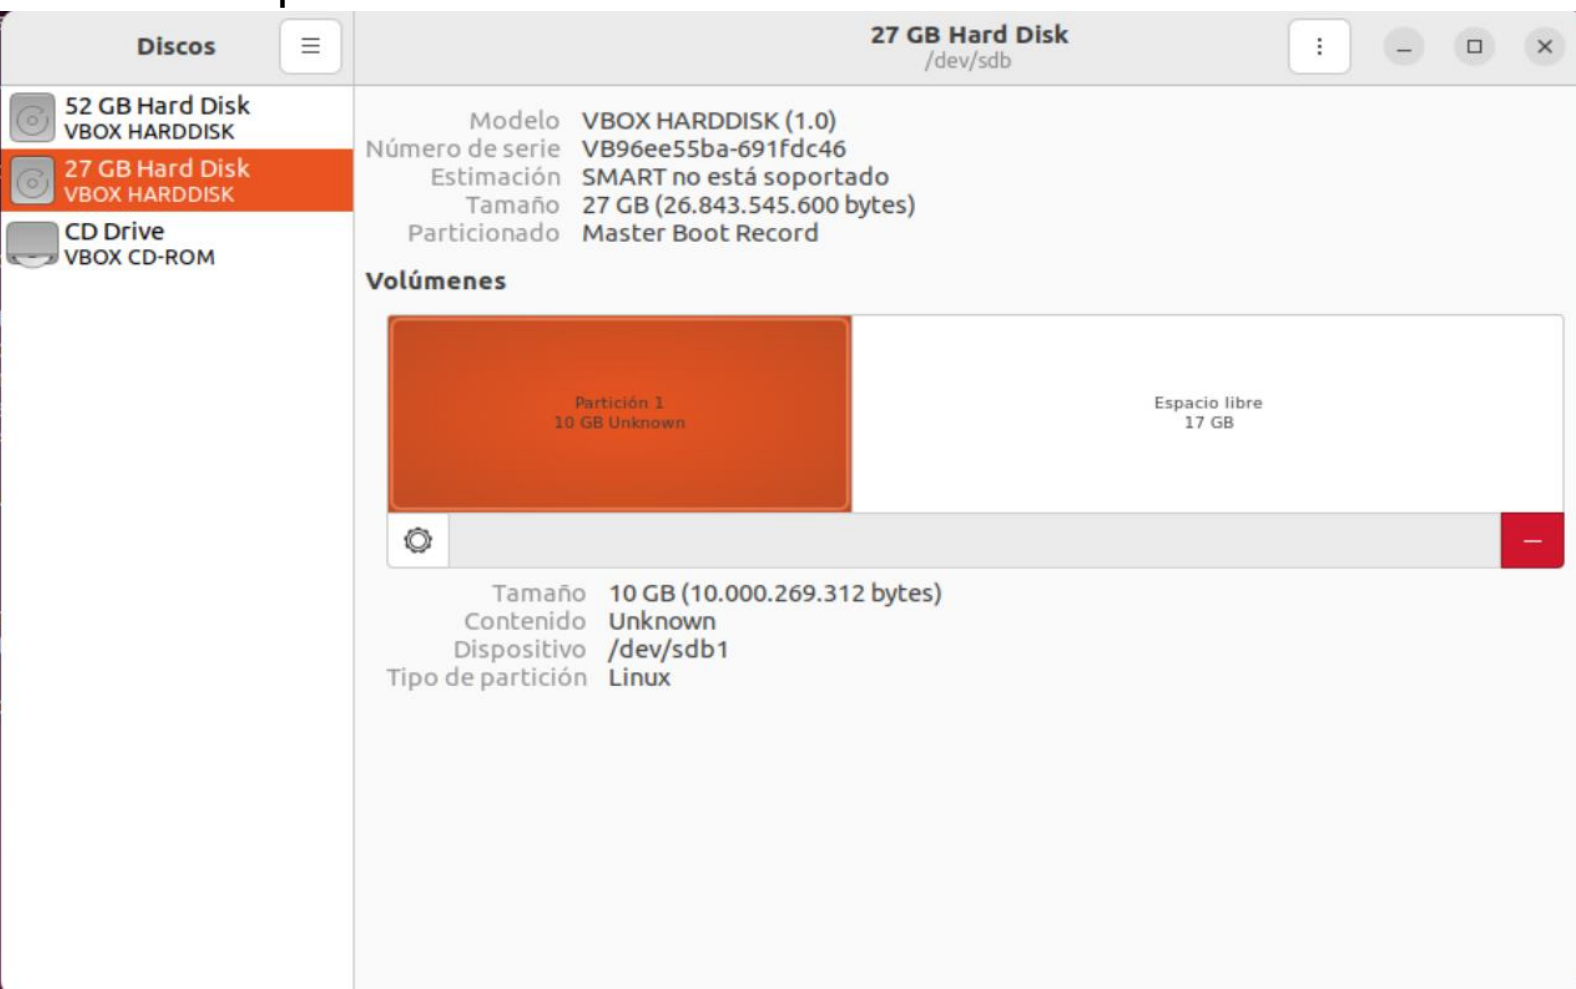 Discos
27 GB Hard Disk
/dev/sdb
52 GB Hard Disk
VBOX HARDDISK
27 GB Hard Disk
VBOX HARDDISK
CD Drive
VBOX CD-ROM
Modelo VBOX HARDDISK (1.0)
Número de serie VB96ee55ba-691fdc46
Estimación SMART no está soportado
Tamaño 27 GB (26.843.545.600 bytes)
Particionado Master Boot Record
Volúmenes
Partición 1
10 GB Unknown
Espacio libre
17 GB
Tamaño 10 GB (10.000.269.312 bytes)
Contenido Unknown
Dispositivo /dev/sdb1
Tipo de partición Linux